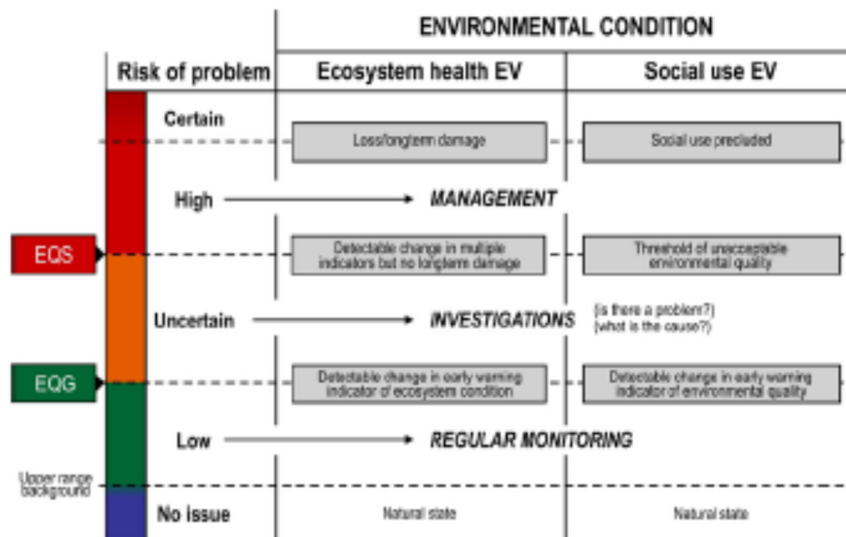 ENVIRONMENTAL CONDITION
Risk of problem
Ecosystem health EV
Social use EV
Certain
Loss/longterm damage
Social use precluded
High
MANAGEMENT
EQS
Detectable change in multiple
indicators but no longterm damage
Threshold of unacceptable
environmental quality
Uncertain
INVESTIGATIONS
(is there a problem?)
(what is the cause?)
EQG
Detectable change in early warning
indicator of ecosystem condition
Detectable change in early warning
indicator of environmental quality
Low
REGULAR MONITORING
Upper range
background
No issue
Natural state
Natural state